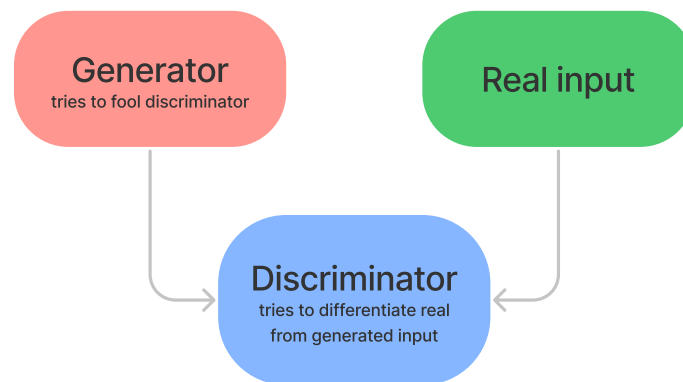 Generator
tries to fool discriminator
Real input
Discriminator
tries to differentiate real
from generated input